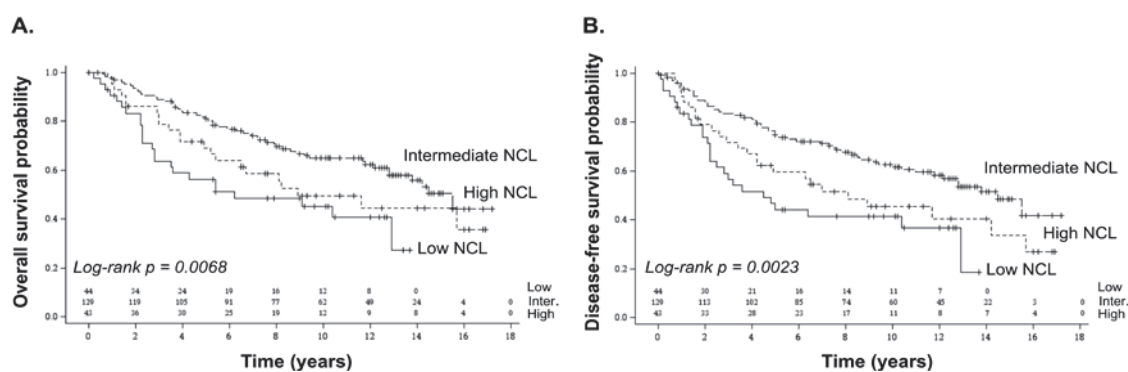 A.
Overall survival probability
1.0
0.8
0.6
0.4
0.2
0.0
Intermediate NCL
High NCL
Low NCL
Log-rank p = 0.0068
44 34 24 19 16 12 8 0 Low
129 119 105 91 77 62 49 24 4 0 Inter.
43 36 30 25 19 12 9 8 4 0 High
0 2 4 6 8 10 12 14 16 18
Time (years)
B.
Disease-free survival probability
1.0
0.8
0.6
0.4
0.2
0.0
Intermediate NCL
High NCL
Low NCL
Log-rank p = 0.0023
44 30 21 16 14 11 7 0 Low
129 113 102 85 74 60 45 22 3 0 Inter.
43 33 28 23 17 11 8 7 4 0 High
0 2 4 6 8 10 12 14 16 18
Time (years)